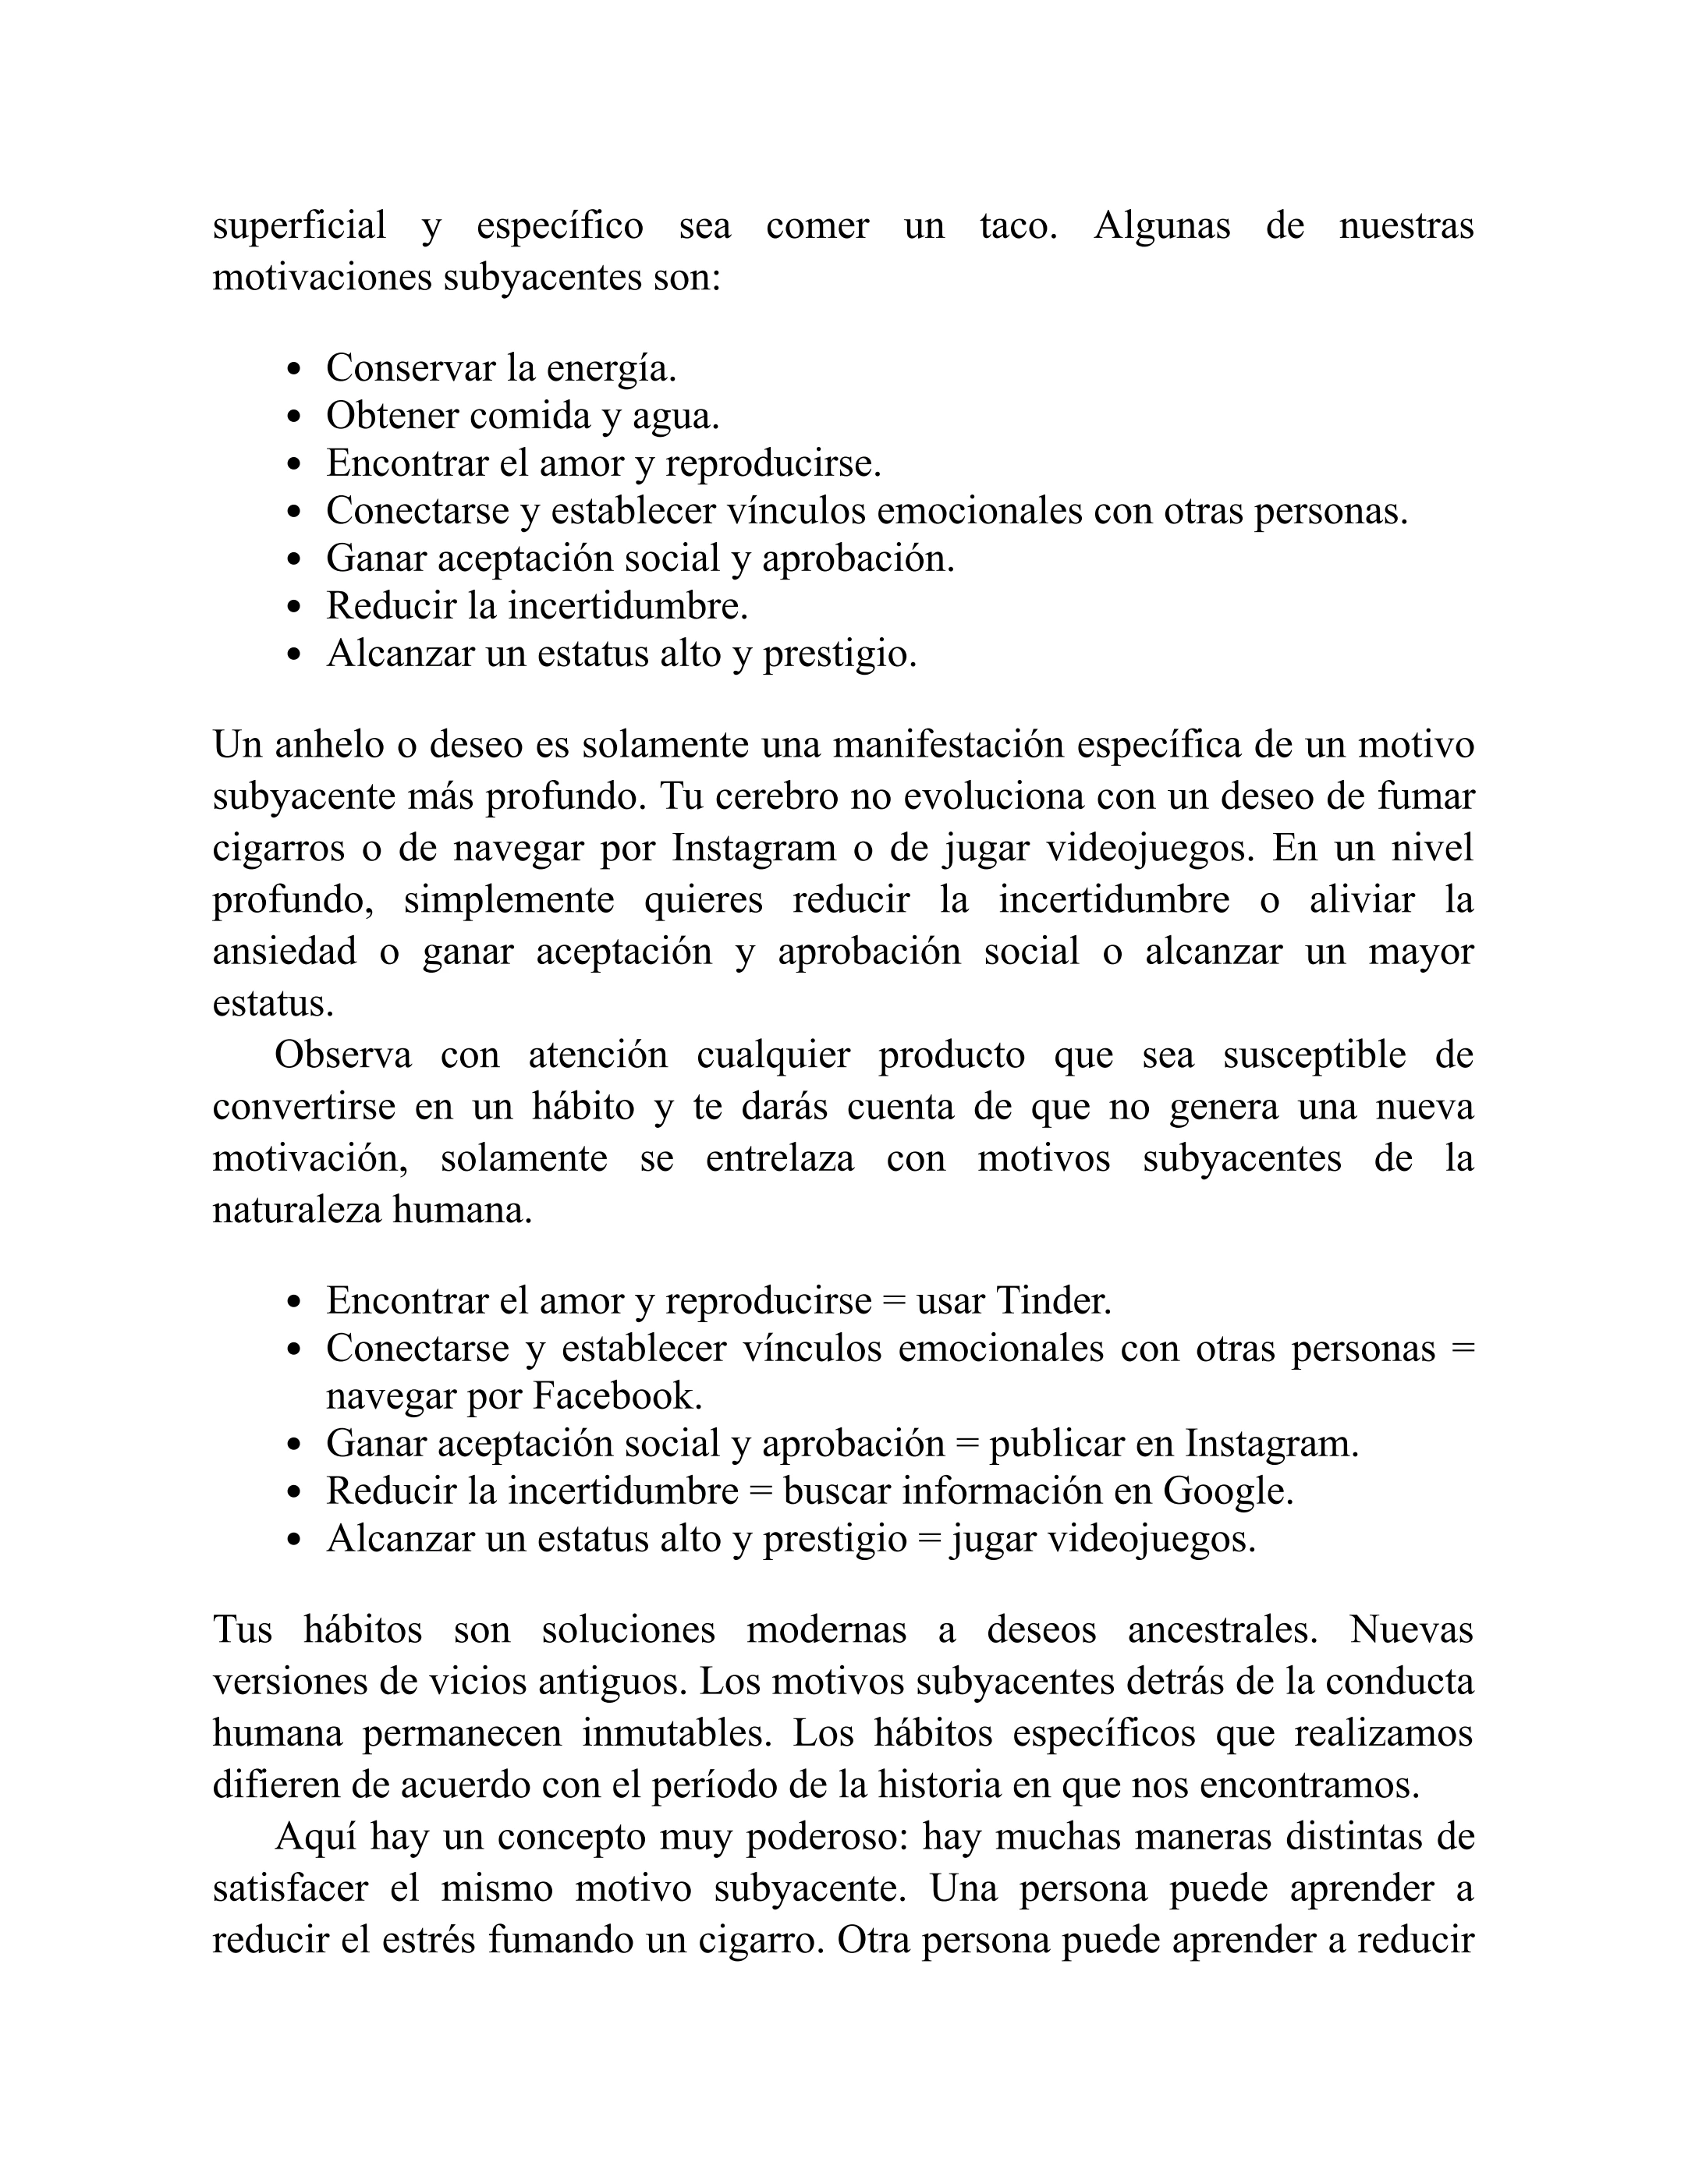 superficial y específico sea comer un taco. Algunas de nuestras
motivaciones subyacentes son:
• Conservar la energía.
• Obtener comida y agua.
• Encontrar el amor y reproducirse.
• Conectarse y establecer vínculos emocionales con otras personas.
• Ganar aceptación social y aprobación.
• Reducir la incertidumbre.
• Alcanzar un estatus alto y prestigio.
Un anhelo o deseo es solamente una manifestación específica de un motivo
subyacente más profundo. Tu cerebro no evoluciona con un deseo de fumar
cigarros o de navegar por Instagram o de jugar videojuegos. En un nivel
profundo, simplemente quieres reducir la incertidumbre o aliviar la
ansiedad o ganar aceptación y aprobación social o alcanzar un mayor
estatus.
Observa con atención cualquier producto que sea susceptible de
convertirse en un hábito y te darás cuenta de que no genera una nueva
motivación, solamente se entrelaza con motivos subyacentes de la
naturaleza humana.
• Encontrar el amor y reproducirse = usar Tinder.
• Conectarse y establecer vínculos emocionales con otras personas =
navegar por Facebook.
• Ganar aceptación social y aprobación = publicar en Instagram.
• Reducir la incertidumbre = buscar información en Google.
• Alcanzar un estatus alto y prestigio = jugar videojuegos.
Tus hábitos son soluciones modernas a deseos ancestrales. Nuevas
versiones de vicios antiguos. Los motivos subyacentes detrás de la conducta
humana permanecen inmutables. Los hábitos específicos que realizamos
difieren de acuerdo con el período de la historia en que nos encontramos.
Aquí hay un concepto muy poderoso: hay muchas maneras distintas de
satisfacer el mismo motivo subyacente. Una persona puede aprender a
reducir el estrés fumando un cigarro. Otra persona puede aprender a reducir